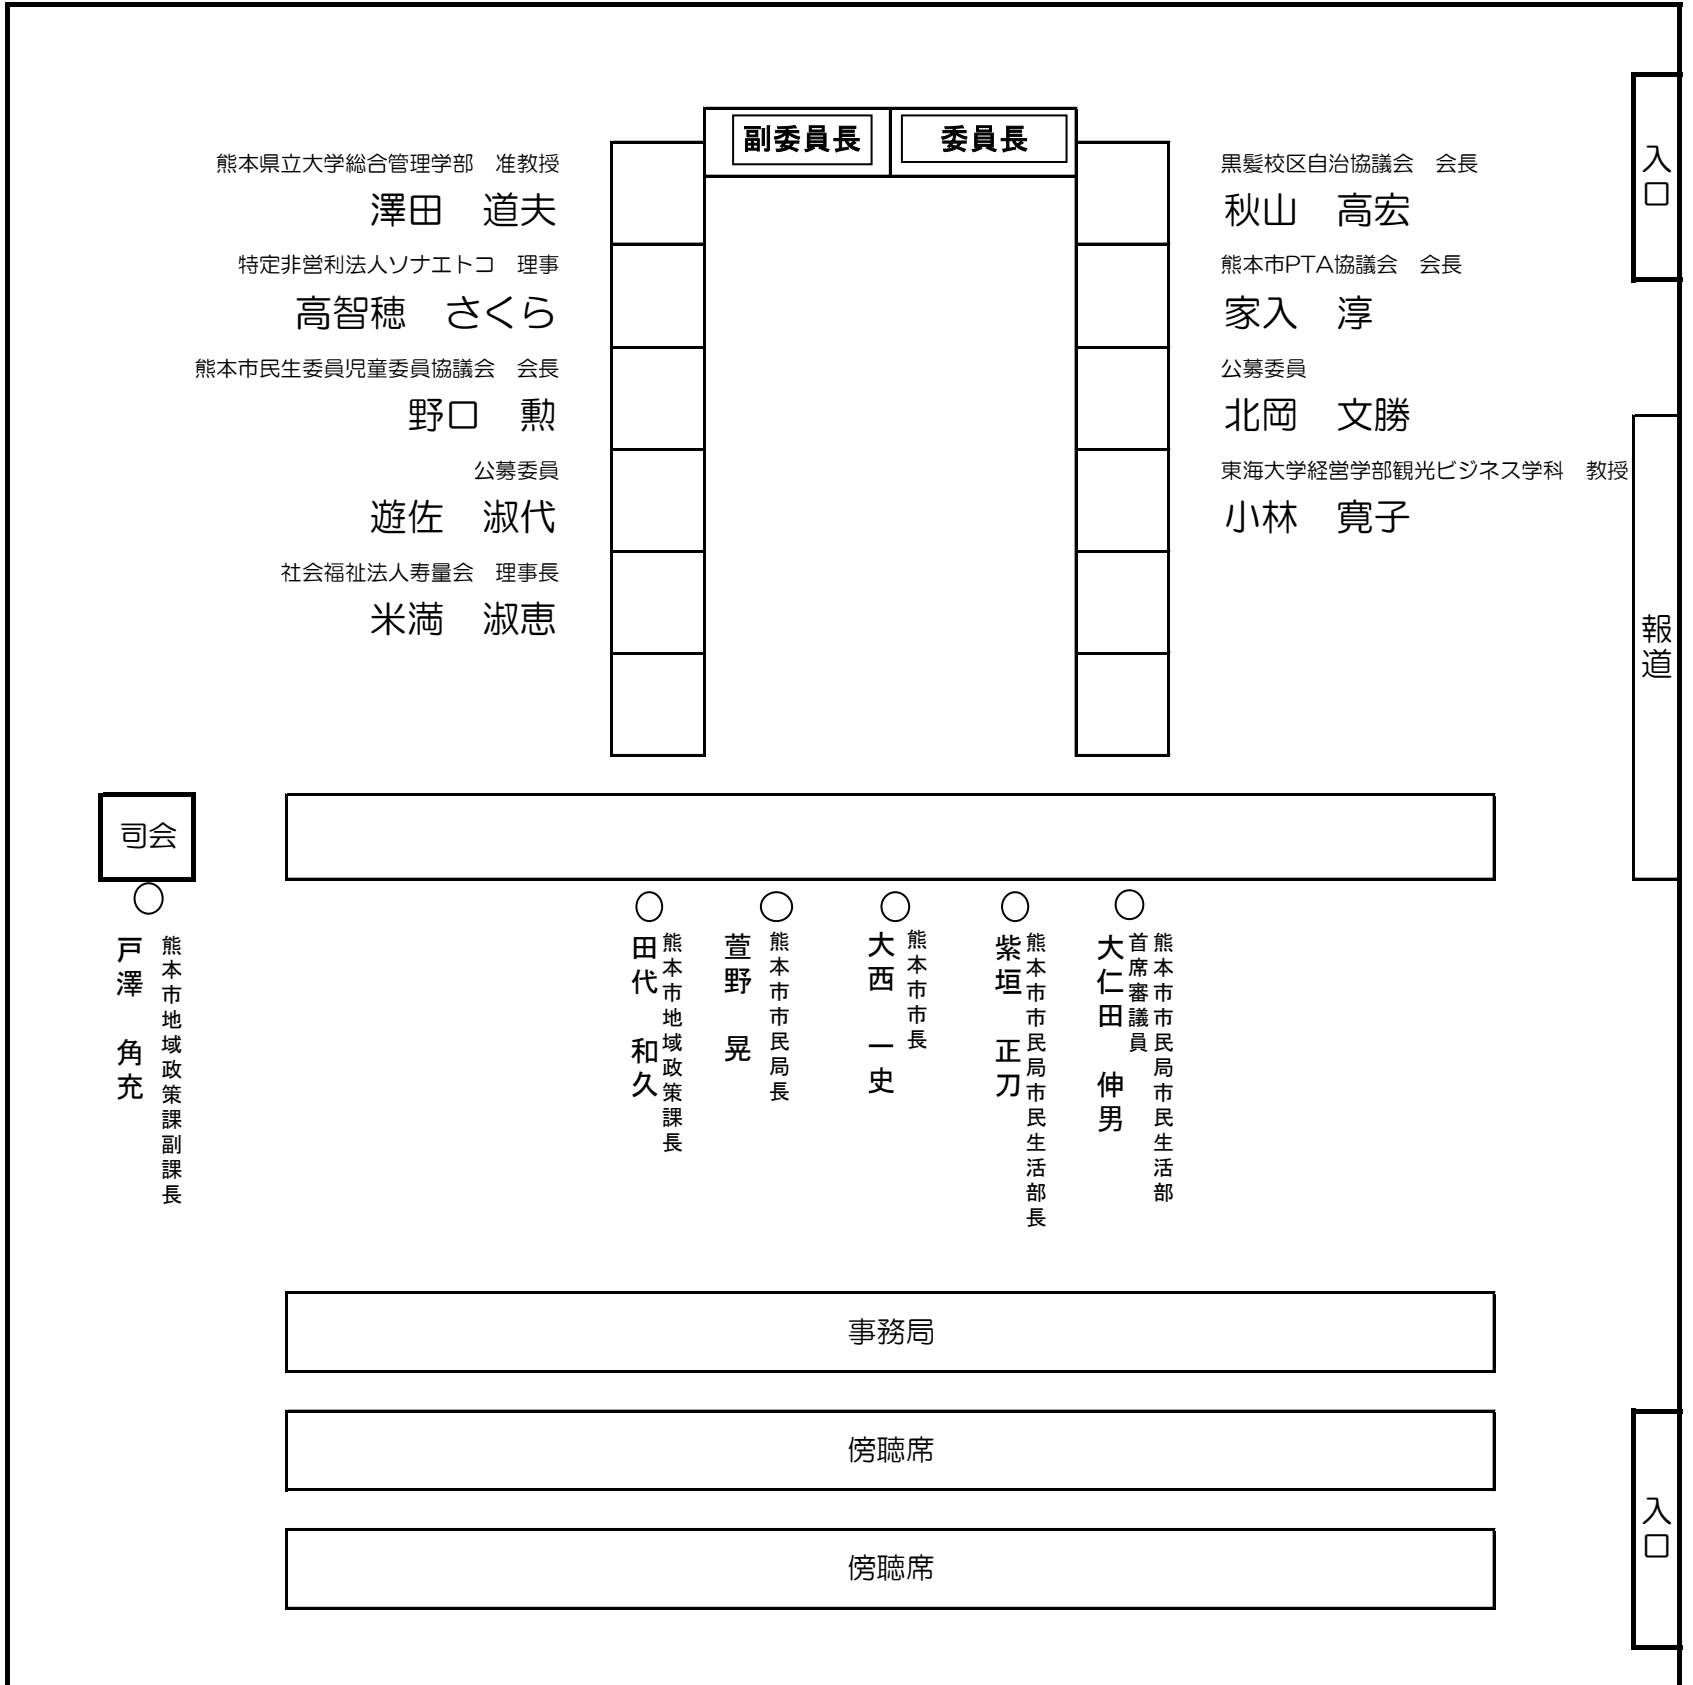 副委員長
委員長
熊本県立大学総合管理学部　准教授
澤田　道夫
特定非営利法人ソナエトコ　理事
高智穂　さくら
熊本市民生委員児童委員協議会　会長
野口　勲
公募委員
遊佐　淑代
社会福祉法人寿量会　理事長
米満　淑恵
黒髪校区自治協議会　会長
秋山　高宏
熊本市PTA協議会　会長
家入　淳
公募委員
北岡　文勝
東海大学経営学部観光ビジネス学科　教授
小林　寛子
入口
報道
司会
熊本市地域政策課副課長
戸澤　角充
熊本市地域政策課長
田代　和久
熊本市市民局長
萱野　晃
熊本市市長
大西　一史
熊本市市民局市民生活部長
紫垣　正刀
熊本市市民局市民生活部
首席審議員
大仁田　伸男
事務局
傍聴席
傍聴席
入口